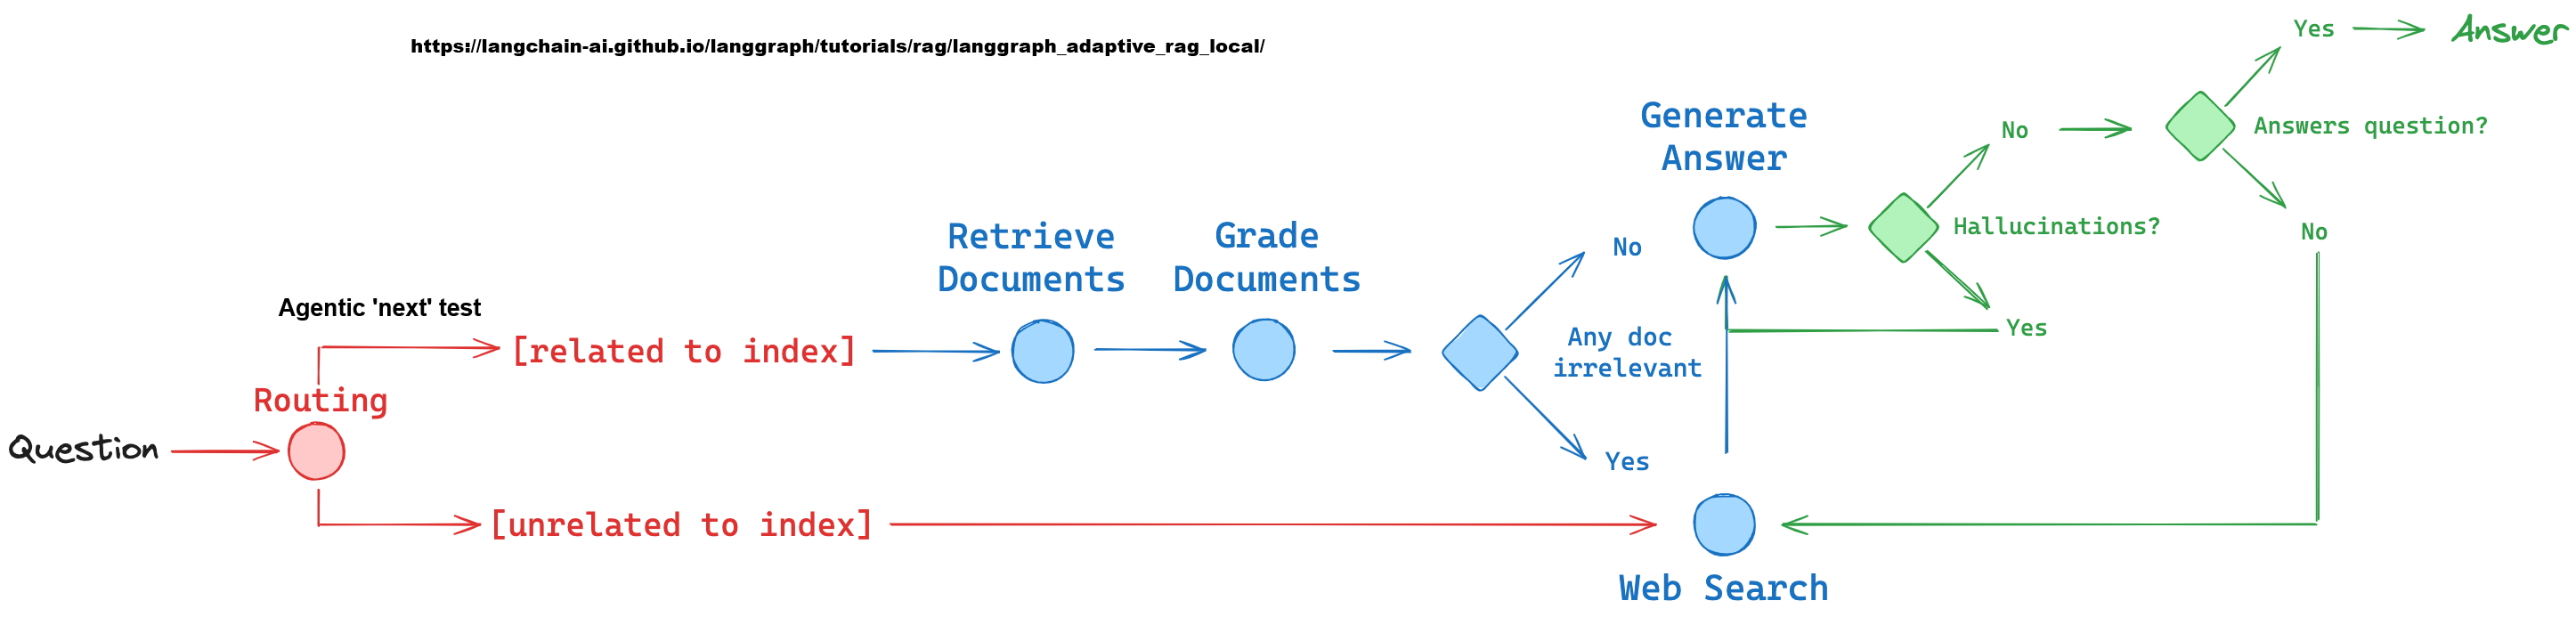 https://langchain-ai.github.io/langgraph/tutorials/rag/langgraph_adaptive_rag_local/
Question
Routing
Agentic 'next' test
[related to index]
[unrelated to index]
Retrieve
Documents
Grade
Documents
Any doc
irrelevant
No
Yes
Web Search
Generate
Answer
Hallucinations?
No
Yes
Answers question?
Yes
No
Answer